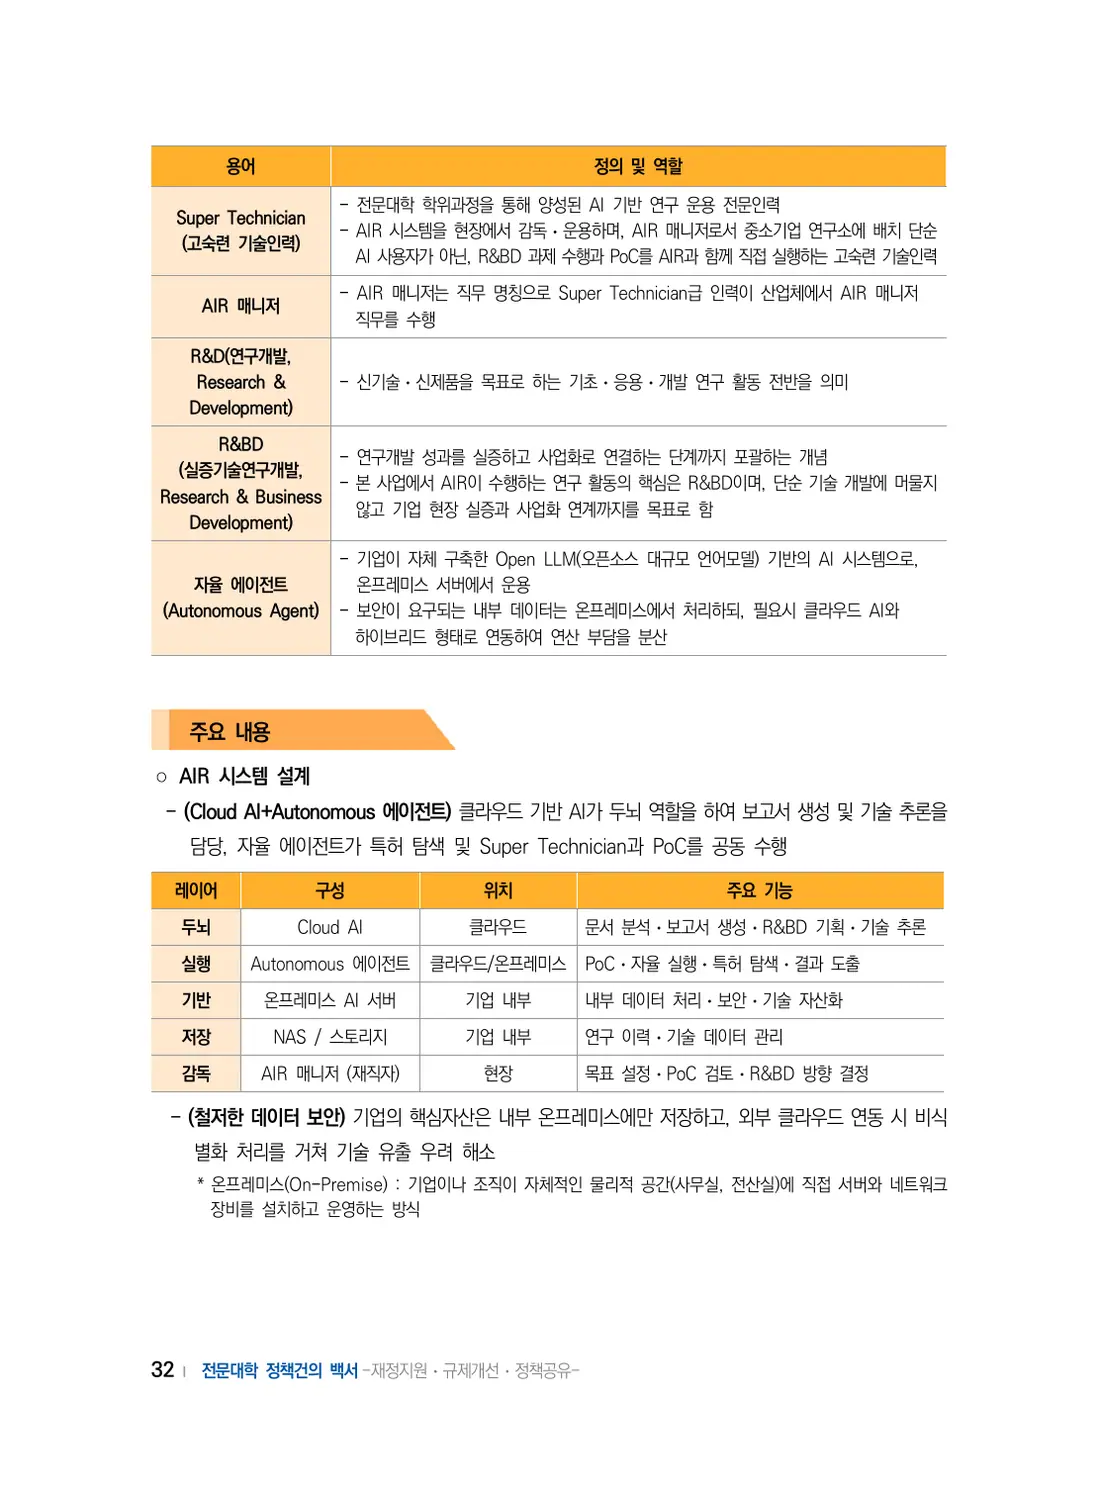 용어 정의 및 역할
Super Technician
(고숙련 기술인력)
- 전문대학 학위과정을 통해 양성된 AI 기반 연구 운용 전문인력
- AIR 시스템을 현장에서 감독·운용하며, AIR 매니저로서 중소기업 연구소에 배치 단순
AI 사용자가 아닌, R&BD 과제 수행과 PoC를 AIR과 함께 직접 실행하는 고숙련 기술인력
AIR 매니저
- AIR 매니저는 직무 명칭으로 Super Technician급 인력이 산업체에서 AIR 매니저
직무를 수행
R&D(연구개발,
Research &
Development)
- 신기술·신제품을 목표로 하는 기초·응용·개발 연구 활동 전반을 의미
R&BD
(실증기술연구개발,
Research & Business
Development)
- 연구개발 성과를 실증하고 사업화로 연결하는 단계까지 포괄하는 개념
- 본 사업에서 AIR이 수행하는 연구 활동의 핵심은 R&BD이며, 단순 기술 개발에 머물지
않고 기업 현장 실증과 사업화 연계까지를 목표로 함
자율 에이전트
(Autonomous Agent)
- 기업이 자체 구축한 Open LLM(오픈소스 대규모 언어모델) 기반의 AI 시스템으로,
온프레미스 서버에서 운용
- 보안이 요구되는 내부 데이터는 온프레미스에서 처리하되, 필요시 클라우드 AI와
하이브리드 형태로 연동하여 연산 부담을 분산
주요 내용
○ AIR 시스템 설계
- (Cloud AI+Autonomous 에이전트) 클라우드 기반 AI가 두뇌 역할을 하여 보고서 생성 및 기술 추론을
담당, 자율 에이전트가 특허 탐색 및 Super Technician과 PoC를 공동 수행
레이어 구성 위치 주요 기능
두뇌 Cloud AI 클라우드 문서 분석·보고서 생성·R&BD 기획·기술 추론
실행 Autonomous 에이전트 클라우드/온프레미스 PoC·자율 실행·특허 탐색·결과 도출
기반 온프레미스 AI 서버 기업 내부 내부 데이터 처리·보안·기술 자산화
저장 NAS / 스토리지 기업 내부 연구 이력·기술 데이터 관리
감독 AIR 매니저 (재직자) 현장 목표 설정·PoC 검토·R&BD 방향 결정
- (철저한 데이터 보안) 기업의 핵심자산은 내부 온프레미스에만 저장하고, 외부 클라우드 연동 시 비식
별화 처리를 거쳐 기술 유출 우려 해소
* 온프레미스(On-Premise) : 기업이나 조직이 자체적인 물리적 공간(사무실, 전산실)에 직접 서버와 네트워크
장비를 설치하고 운영하는 방식
32 | 전문대학 정책건의 백서 -재정지원·규제개선·정책공유-